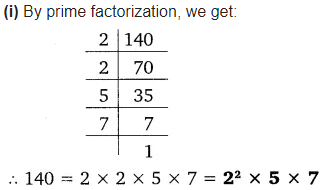 (i) By prime factorization, we get:
2 140
2 70
5 35
7 7
1
∴ 140 = 2 × 2 × 5 × 7 = 2² × 5 × 7